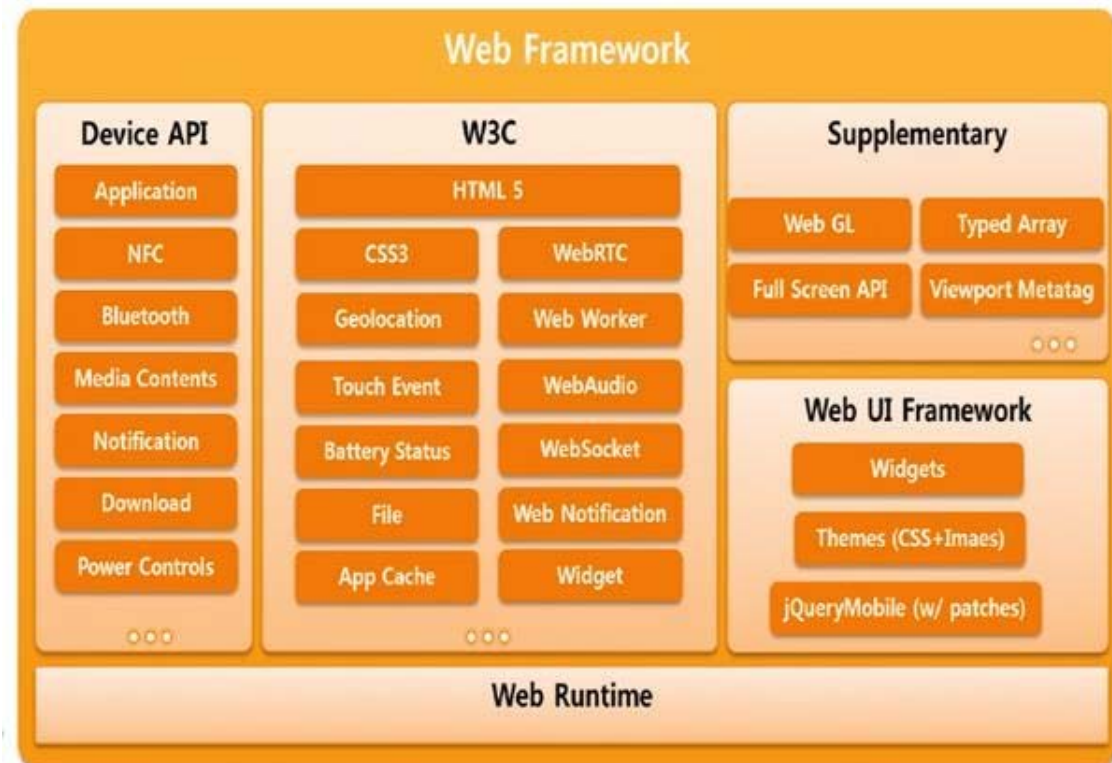 Web Framework
Device API
Application
NFC
Bluetooth
Media Contents
Notification
Download
Power Controls
W3C
HTML 5
CSS3
WebRTC
Geolocation
Web Worker
Touch Event
WebAudio
Battery Status
WebSocket
File
Web Notification
App Cache
Widget
Supplementary
Web GL
Typed Array
Full Screen API
Viewport Metatag
Web UI Framework
Widgets
Themes (CSS+Imaes)
jQueryMobile (w/ patches)
Web Runtime